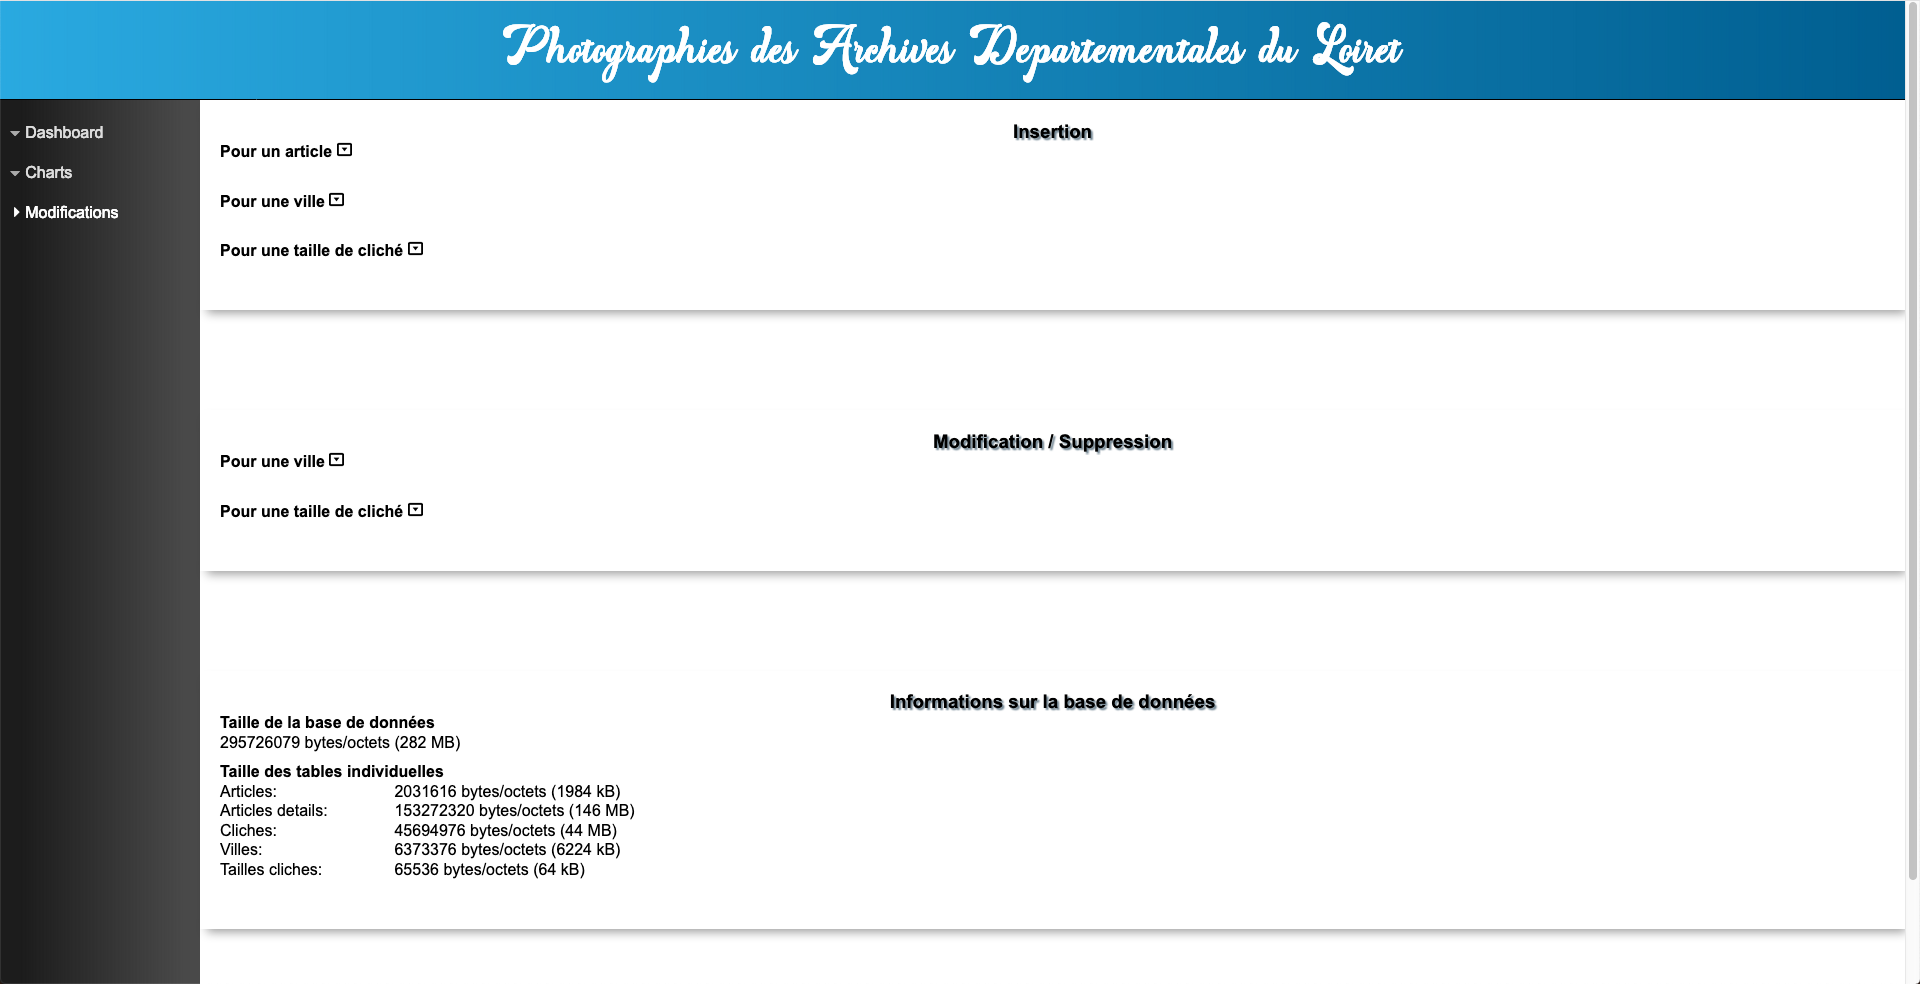 Photographies des Archives Departementales du Loiret
Dashboard
Charts
Modifications
Insertion
Pour un article
Pour une ville
Pour une taille de cliché
Modification / Suppression
Pour une ville
Pour une taille de cliché
Informations sur la base de données
Taille de la base de données
295726079 bytes/octets (282 MB)
Taille des tables individuelles
Articles: 2031616 bytes/octets (1984 kB)
Articles details: 153272320 bytes/octets (146 MB)
Cliches: 45694976 bytes/octets (44 MB)
Villes: 6373376 bytes/octets (6224 kB)
Tailles cliches: 65536 bytes/octets (64 kB)